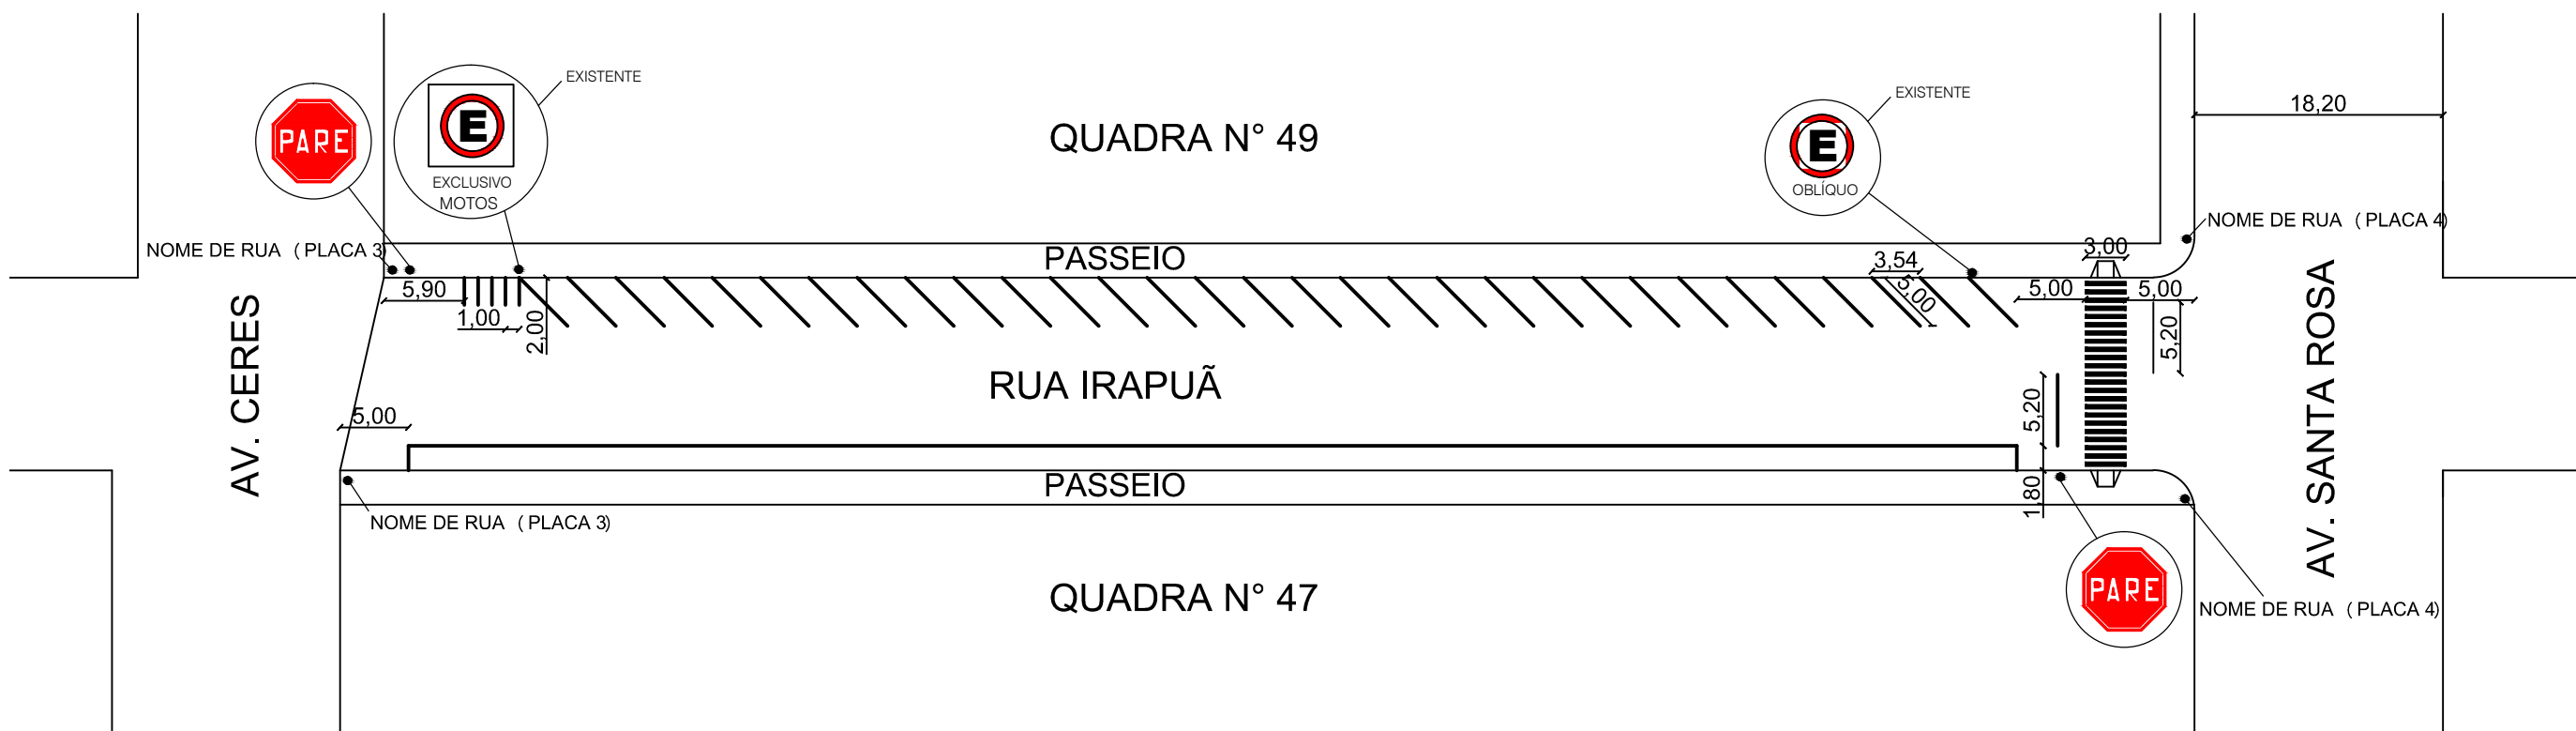 EXISTENTE
E
EXCLUSIVO
MOTOS
PARE
QUADRA N° 49
EXISTENTE
E
OBLÍQUO
18,20
NOME DE RUA ( PLACA 3)
PASSEIO
NOME DE RUA ( PLACA 4)
3,00
3,54
5,00
5,90
1,00
2,00
5,00
5,00
5,20
AV. CERES
RUA IRAPUÃ
AV. SANTA ROSA
5,00
5,20
1,80
PASSEIO
NOME DE RUA ( PLACA 3)
QUADRA N° 47
PARE
NOME DE RUA ( PLACA 4)